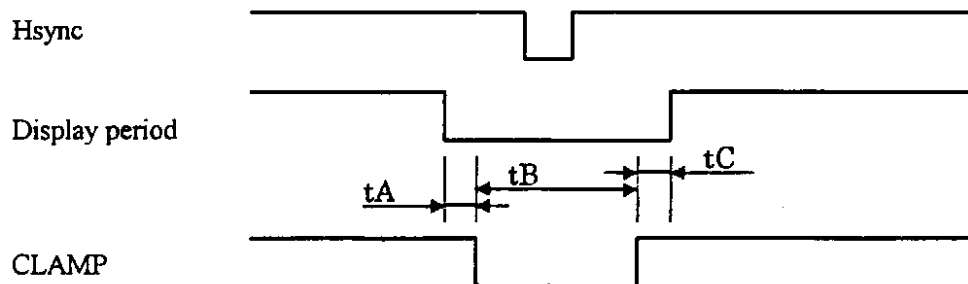 Hsync
Display period
tC
tB
tA
CLAMP